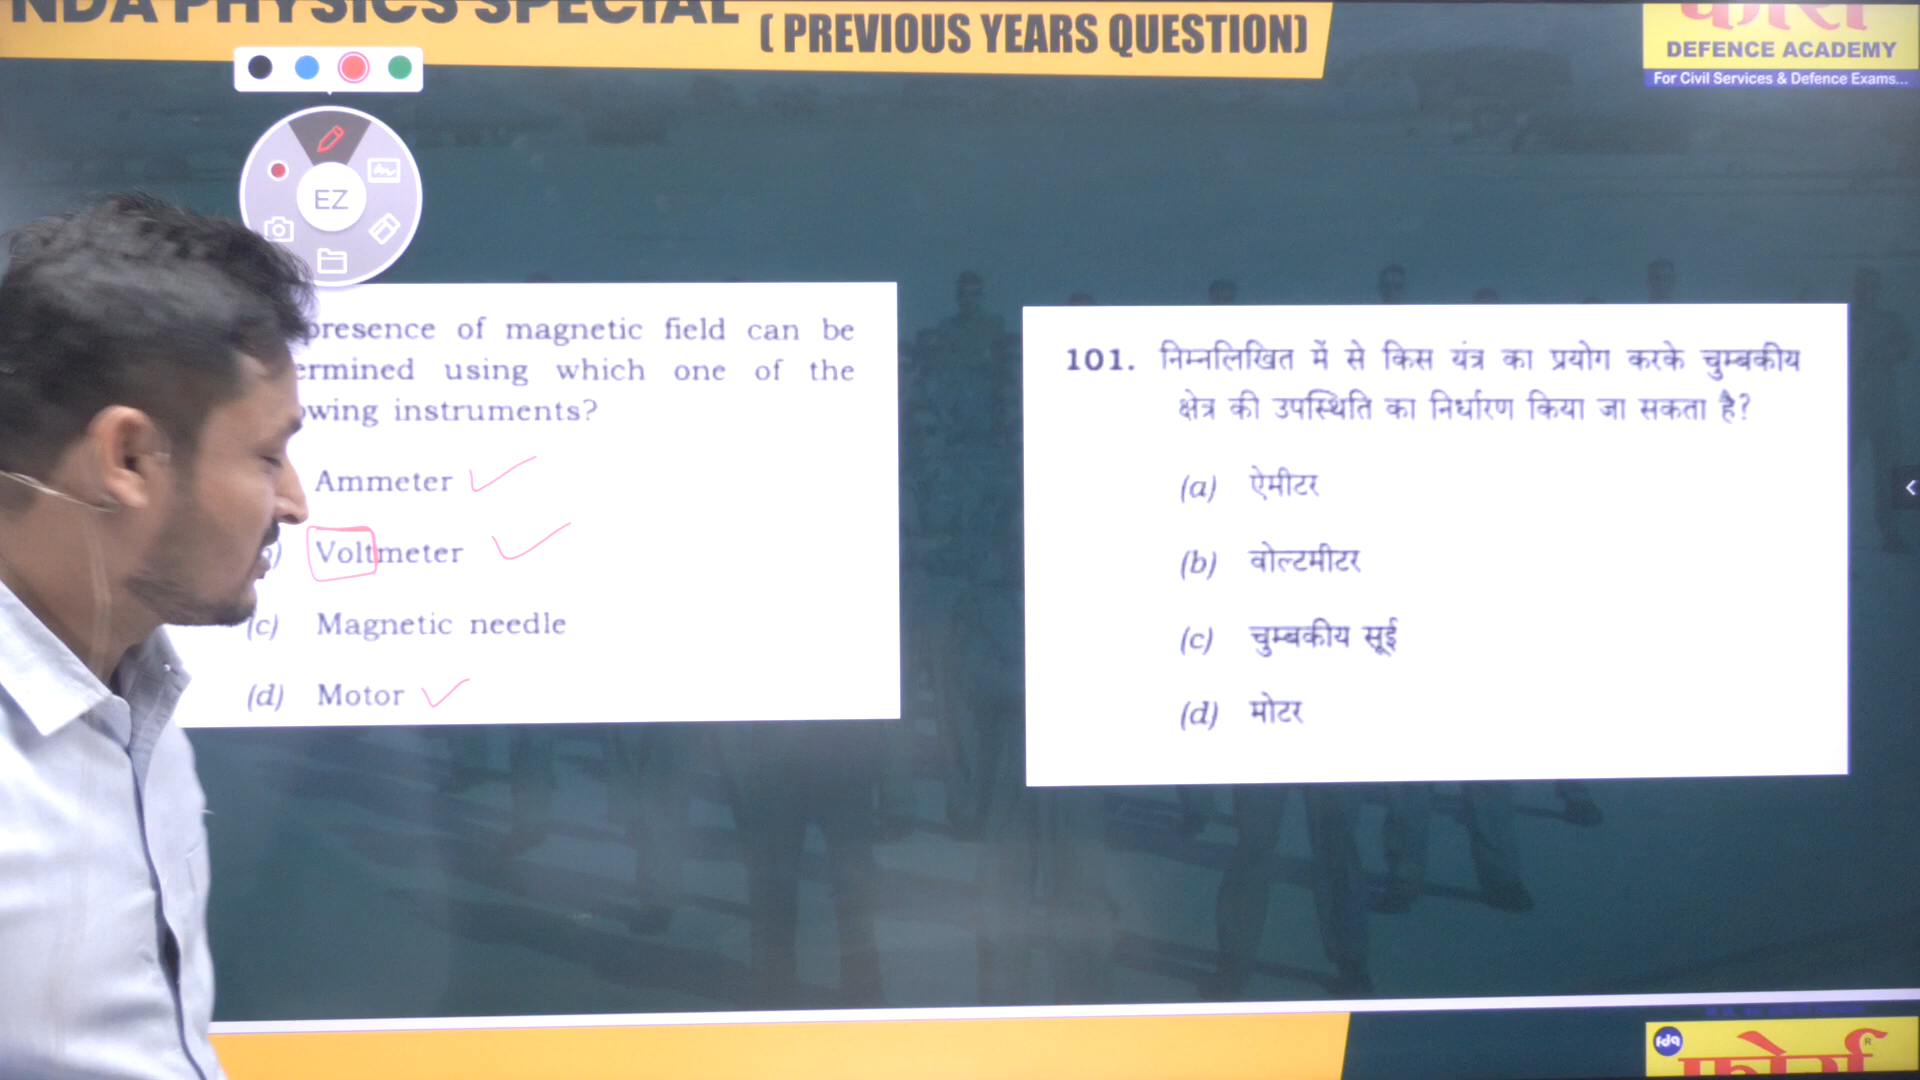 NDA PHYSICS SPECIAL ( PREVIOUS YEARS QUESTION)
DEFENCE ACADEMY
For Civil Services & Defence Exams...
EZ
presence of magnetic field can be
using which one of the
instruments?
Ammeter
Voltmeter
(c) Magnetic needle
(d) Motor
101. निम्नलिखित में से किस यंत्र का प्रयोग करके चुम्बकीय
क्षेत्र की उपस्थिति का निर्धारण किया जा सकता है?
(a) ऐमीटर
(b) वोल्टमीटर
(c) चुम्बकीय सूई
(d) मोटर
fda